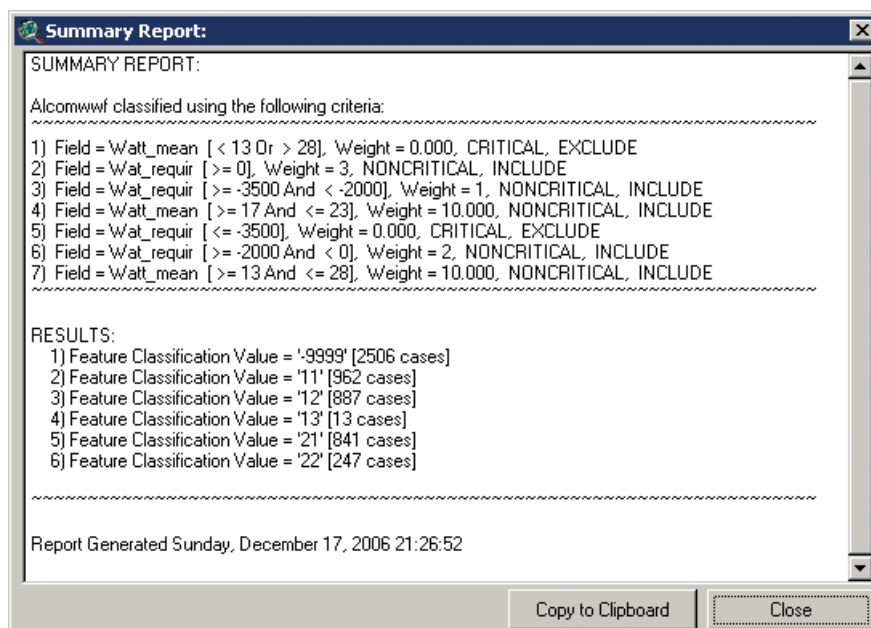 Summary Report:
SUMMARY REPORT:
Alcomwwf classified using the following criteria:
~~~~~~~~~~~~~~~~~~~~~~~~~~~~~~~~~~~~~~~~~~~~~~~~~~~~~~~~~~~~~~~~~~~~~~
1) Field = Watt_mean [ < 13 Or > 28], Weight = 0.000, CRITICAL, EXCLUDE
2) Field = Wat_requir [ >= 0], Weight = 3, NONCRITICAL, INCLUDE
3) Field = Wat_requir [ >= -3500 And < -2000], Weight = 1, NONCRITICAL, INCLUDE
4) Field = Watt_mean [ >= 17 And <= 23], Weight = 10.000, NONCRITICAL, INCLUDE
5) Field = Wat_requir [ <= -3500], Weight = 0.000, CRITICAL, EXCLUDE
6) Field = Wat_requir [ >= -2000 And < 0], Weight = 2, NONCRITICAL, INCLUDE
7) Field = Watt_mean [ >= 13 And <= 28], Weight = 10.000, NONCRITICAL, INCLUDE
~~~~~~~~~~~~~~~~~~~~~~~~~~~~~~~~~~~~~~~~~~~~~~~~~~~~~~~~~~~~~~~~~~~~~~
RESULTS:
1) Feature Classification Value = '-9999' [2506 cases]
2) Feature Classification Value = '11' [962 cases]
3) Feature Classification Value = '12' [887 cases]
4) Feature Classification Value = '13' [13 cases]
5) Feature Classification Value = '21' [841 cases]
6) Feature Classification Value = '22' [247 cases]
~~~~~~~~~~~~~~~~~~~~~~~~~~~~~~~~~~~~~~~~~~~~~~~~~~~~~~~~~~~~~~~~~~~~~~
Report Generated Sunday, December 17, 2006 21:26:52
Copy to Clipboard
Close